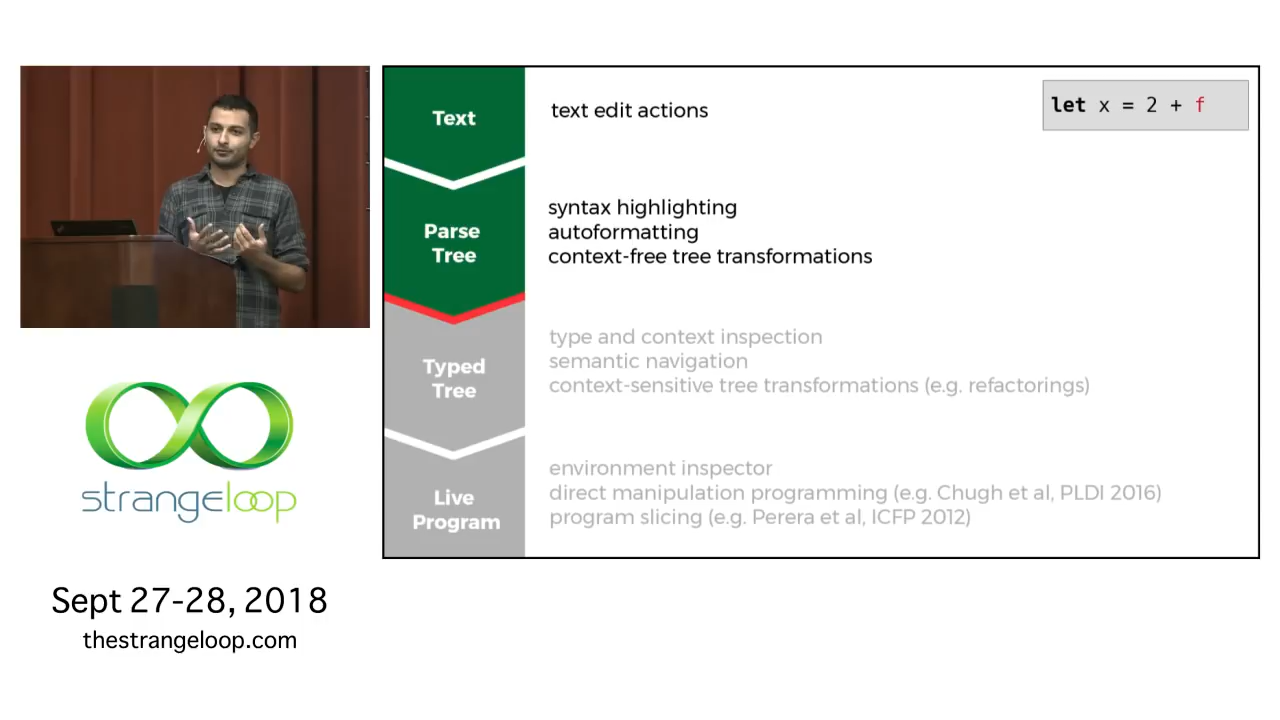 Text
text edit actions
let x = 2 + f
Parse
Tree
syntax highlighting
autoformatting
context-free tree transformations
Typed
Tree
type and context inspection
semantic navigation
context-sensitive tree transformations (e.g. refactorings)
Live
Program
environment inspector
direct manipulation programming (e.g. Chugh et al, PLDI 2016)
program slicing (e.g. Perera et al, ICFP 2012)
strangeloop
Sept 27-28, 2018
thestrangeloop.com